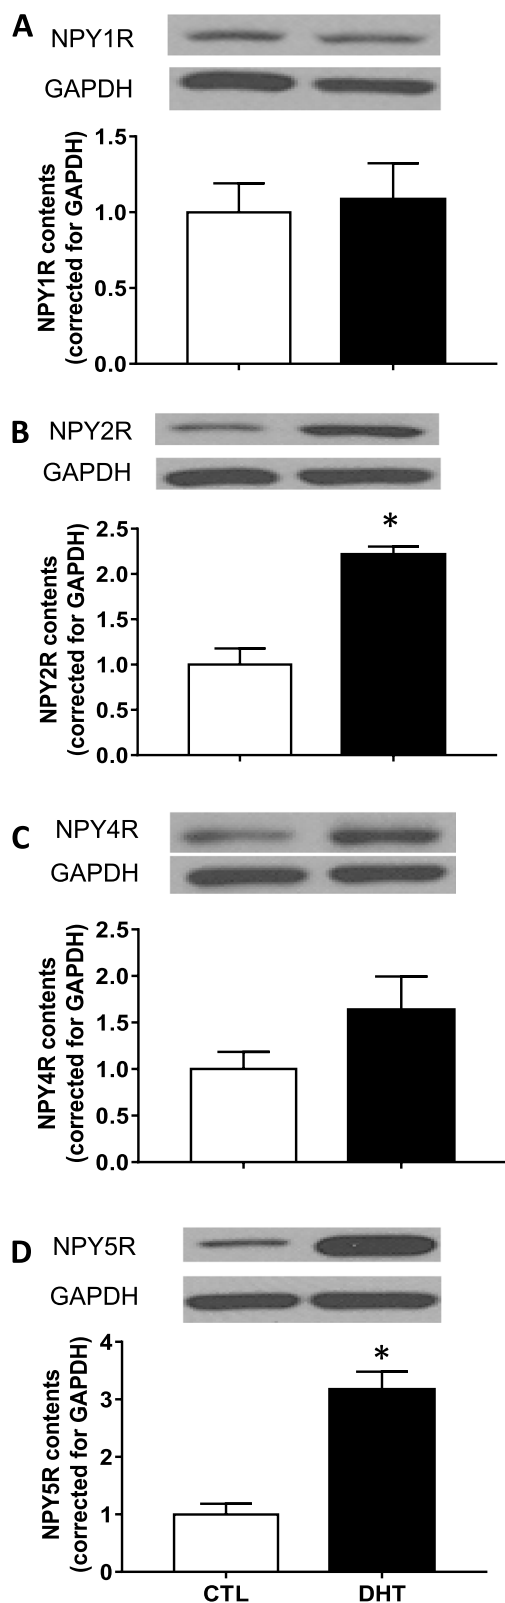 A
NPY1R
GAPDH
NPY1R contents
(corrected for GAPDH)
1.5
1.0
0.5
0.0
B
NPY2R
GAPDH
NPY2R contents
(corrected for GAPDH)
*
2.5
2.0
1.5
1.0
0.5
0.0
C
NPY4R
GAPDH
NPY4R contents
(corrected for GAPDH)
2.5
2.0
1.5
1.0
0.5
0.0
D
NPY5R
GAPDH
NPY5R contents
(corrected for GAPDH)
*
4
3
2
1
0
CTL DHT